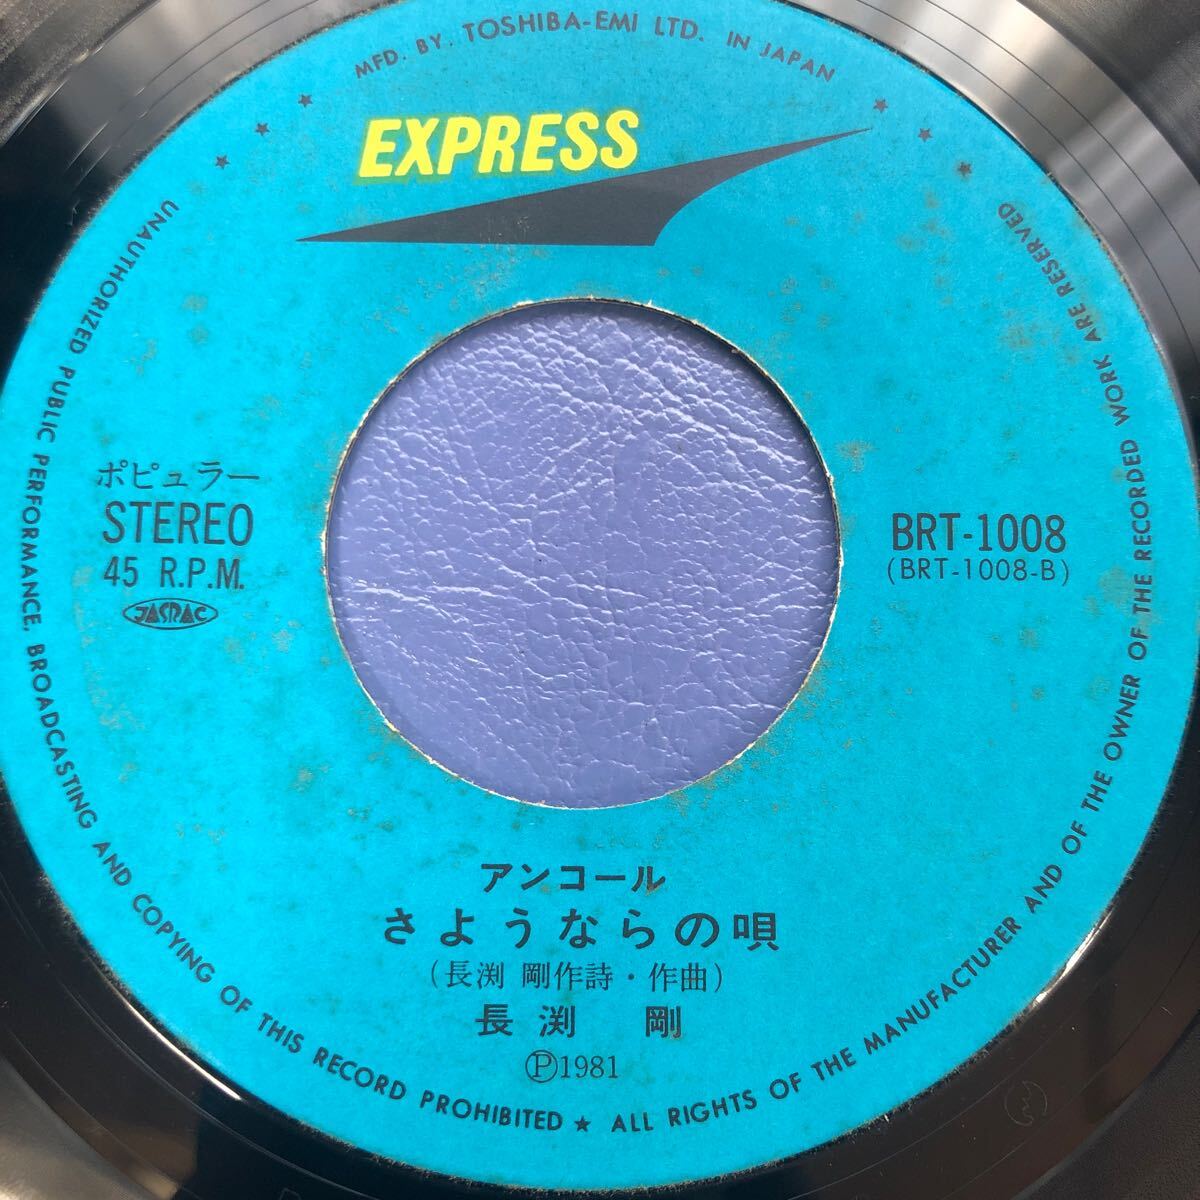 MFD. BY. TOSHIBA-EMI LTD. IN JAPAN
EXPRESS
ポピュラー
STEREO
45 R.P.M.
JASRAC
BRT-1008
(BRT-1008-B)
アンコール
さようならの唄
(長渕 剛作詩・作曲)
長渕 剛
Ⓟ1981
UNAUTHORIZED PUBLIC PERFORMANCE, BROADCASTING AND COPYING OF THIS RECORD PROHIBITED ★ ALL RIGHTS OF THE MANUFACTURER AND OF THE OWNER OF THE RECORDED WORK ARE RESERVED